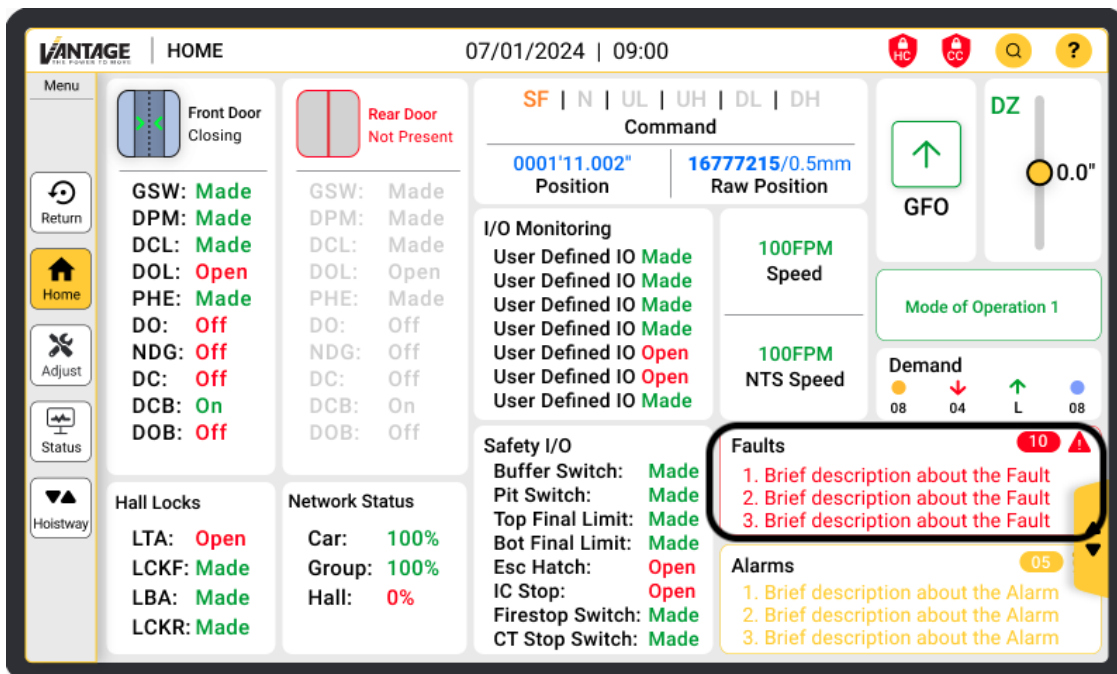 VANTAGE
THE POWER TO MOVE
HOME
07/01/2024 | 09:00
HC
CC
?
Menu
Return
Home
Adjust
Status
Hoistway
Front Door
Closing
GSW: Made
DPM: Made
DCL: Made
DOL: Open
PHE: Made
DO: Off
NDG: Off
DC: Off
DCB: On
DOB: Off
Rear Door
Not Present
GSW: Made
DPM: Made
DCL: Made
DOL: Open
PHE: Made
DO: Off
NDG: Off
DC: Off
DCB: On
DOB: Off
Hall Locks
LTA: Open
LCKF: Made
LBA: Made
LCKR: Made
Network Status
Car: 100%
Group: 100%
Hall: 0%
SF | N | UL | UH | DL | DH
Command
0001'11.002"
Position
16777215/0.5mm
Raw Position
I/O Monitoring
User Defined IO Made
User Defined IO Made
User Defined IO Made
User Defined IO Made
User Defined IO Open
User Defined IO Open
User Defined IO Made
100FPM
Speed
100FPM
NTS Speed
Safety I/O
Buffer Switch: Made
Pit Switch: Made
Top Final Limit: Made
Bot Final Limit: Made
Esc Hatch: Open
IC Stop: Open
Firestop Switch: Made
CT Stop Switch: Made
GFO
DZ
0.0"
Mode of Operation 1
Demand
08 04 L 08
Faults 10
1. Brief description about the Fault
2. Brief description about the Fault
3. Brief description about the Fault
Alarms 05
1. Brief description about the Alarm
2. Brief description about the Alarm
3. Brief description about the Alarm